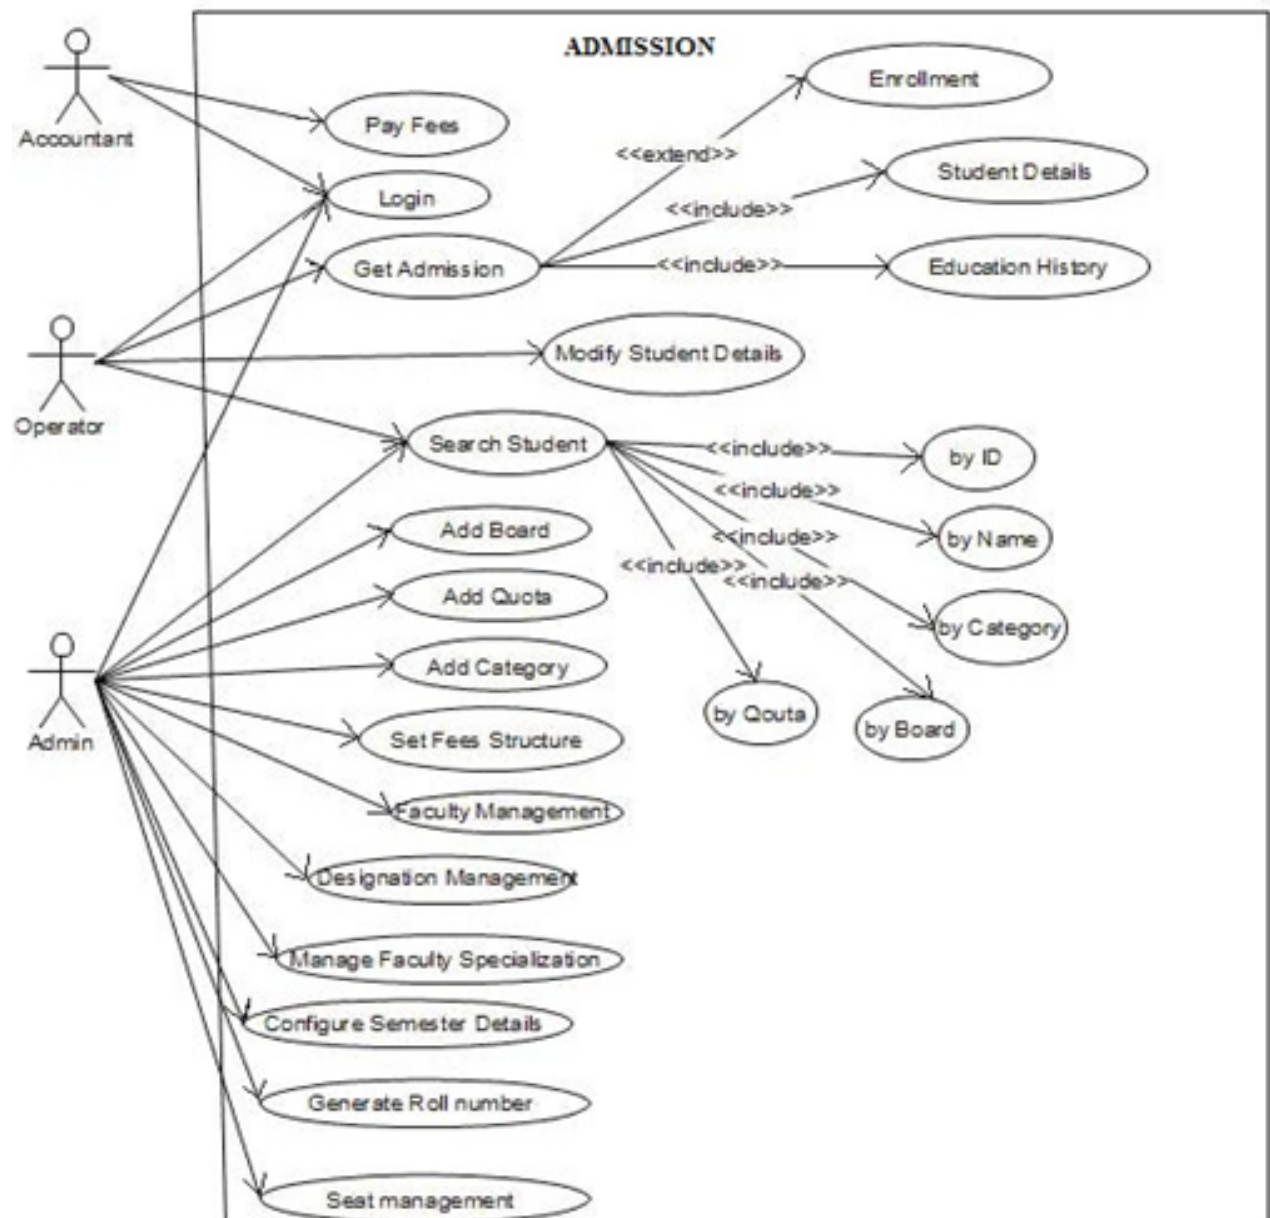 ADMISSION
Enrollment
Pay Fees
Accountant
<<extend>>
Student Details
Login
<<include>>
Get Admission
<<include>>
Education History
Modify Student Details
Operator
Search Student
<<include>>
by ID
<<include>>
Add Board
<<include>>
by Name
<<include>>
<<include>>
Add Quota
by Category
Add Category
by Qouta
by Board
Admin
Set Fees Structure
Faculty Management
Designation Management
Manage Faculty Specialization
Configure Semester Details
Generate Roll number
Seat management